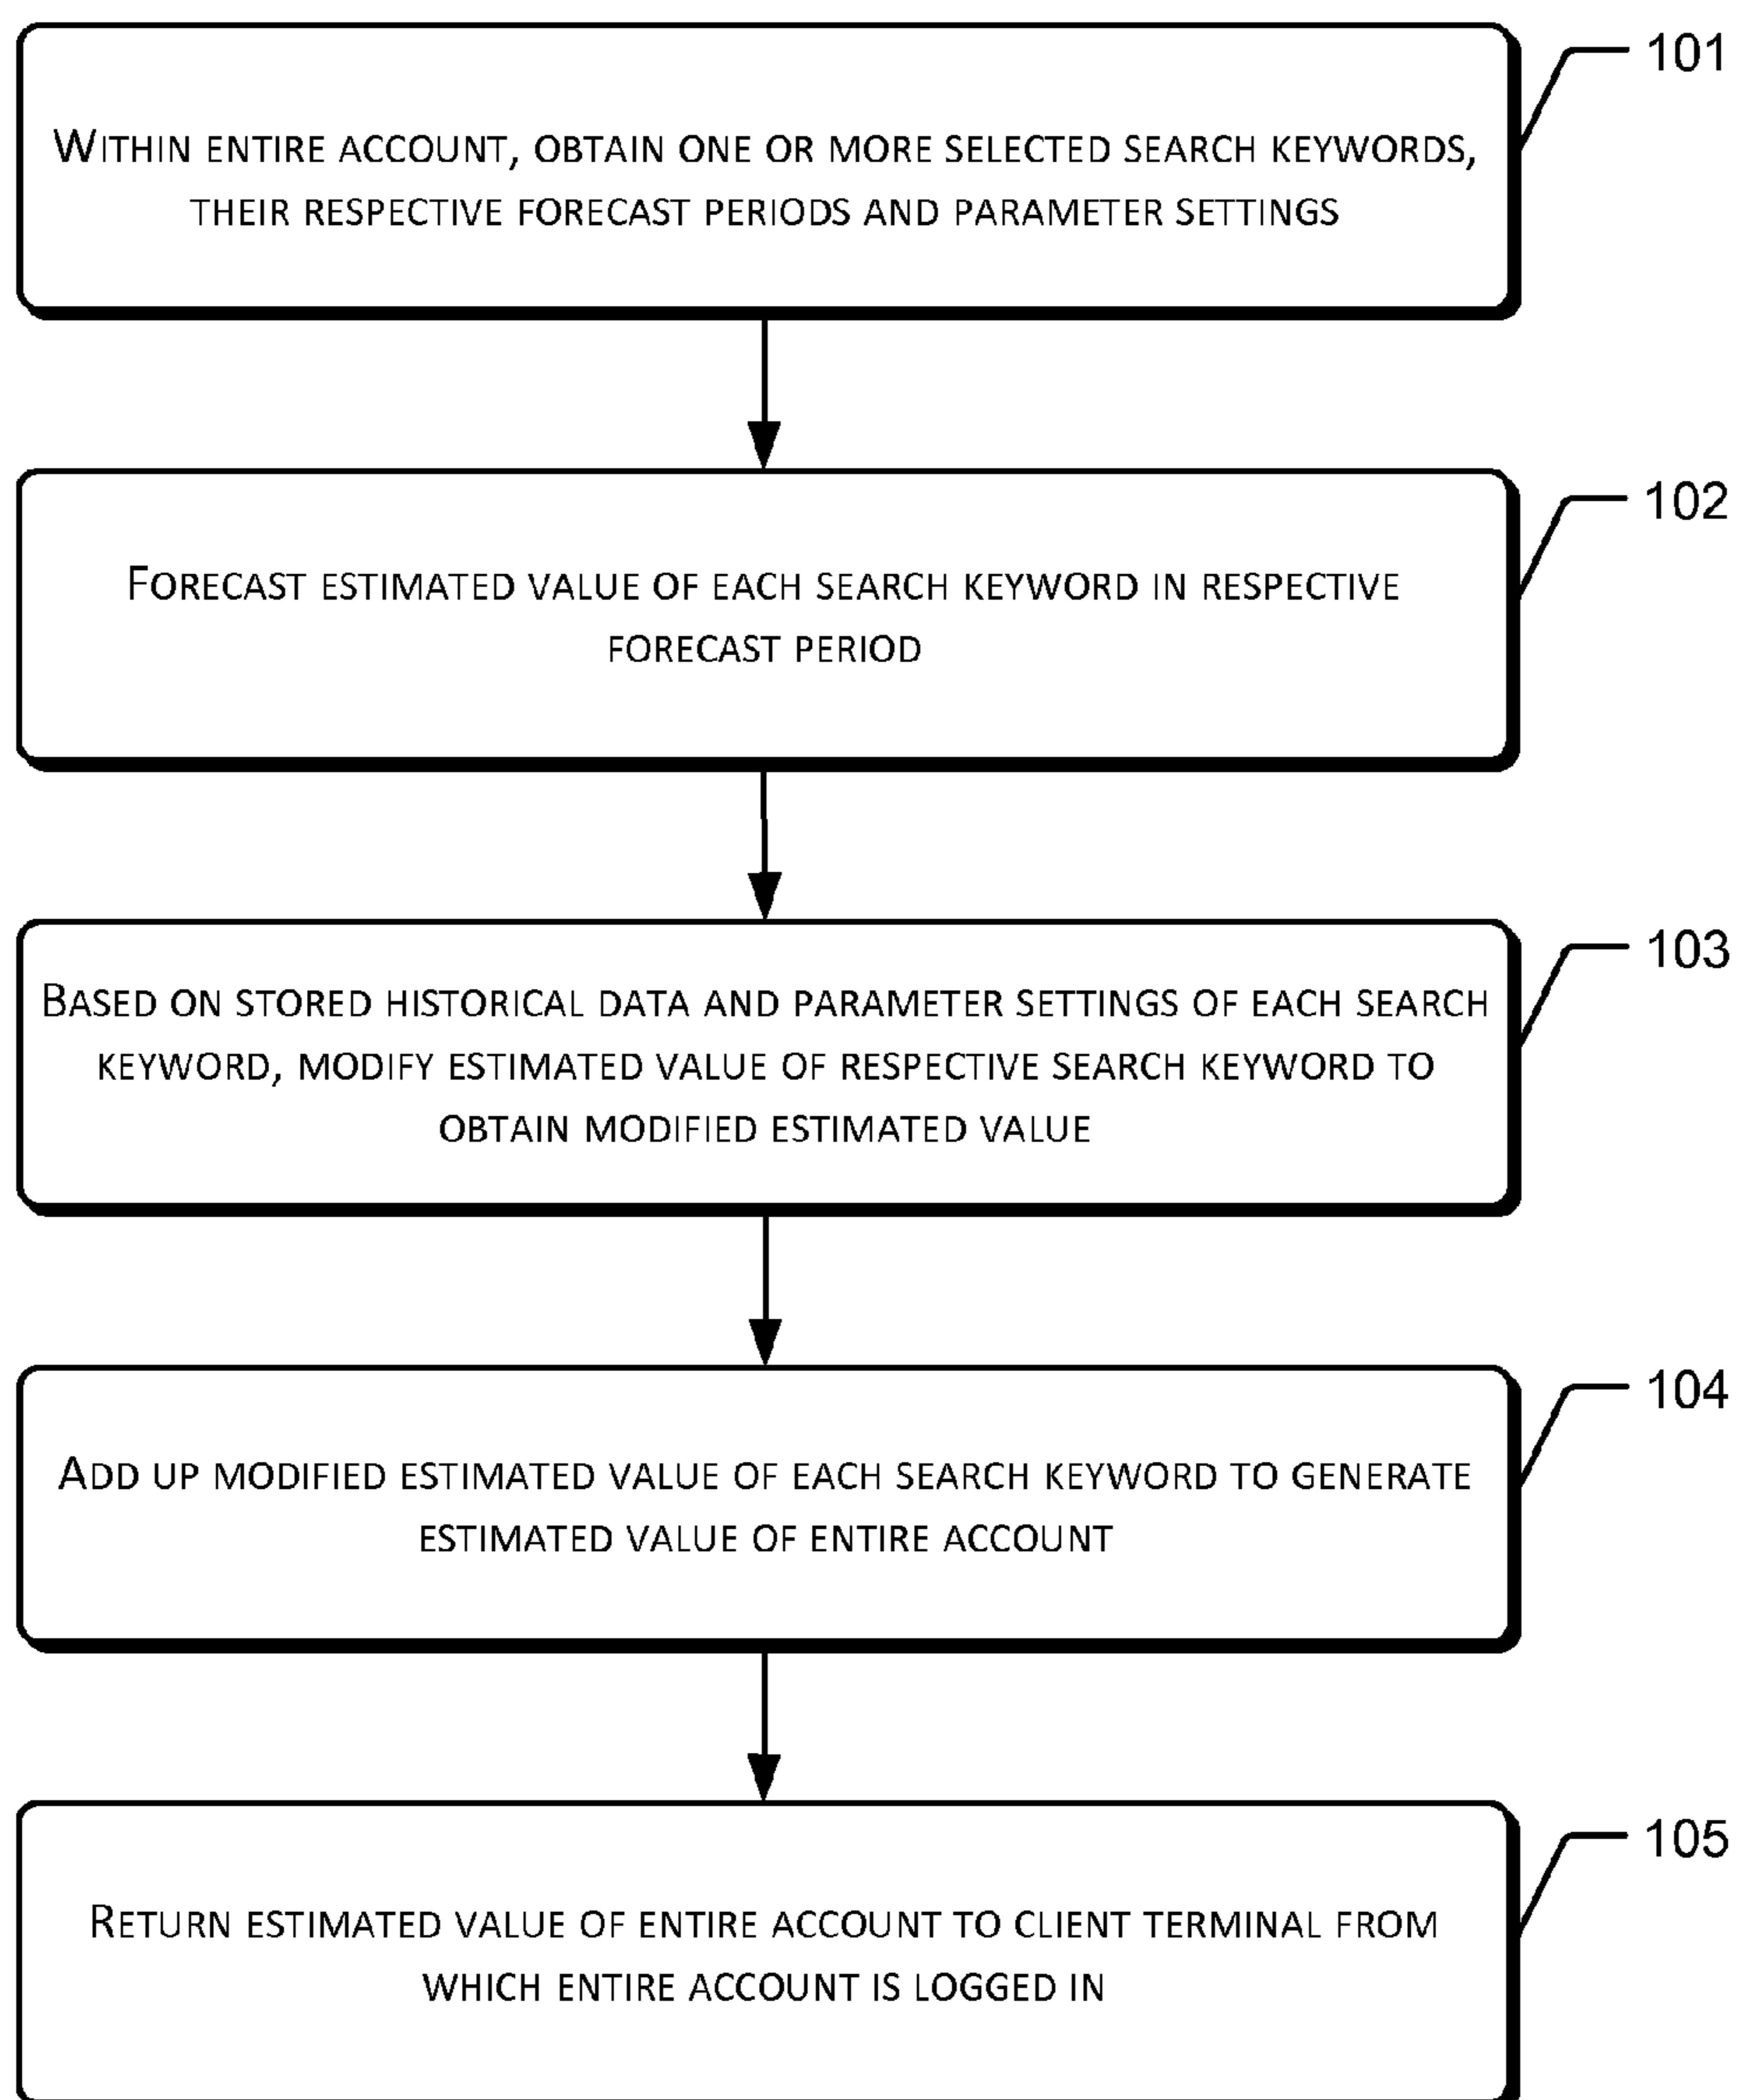 101
WITHIN ENTIRE ACCOUNT, OBTAIN ONE OR MORE SELECTED SEARCH KEYWORDS,
THEIR RESPECTIVE FORECAST PERIODS AND PARAMETER SETTINGS
102
FORECAST ESTIMATED VALUE OF EACH SEARCH KEYWORD IN RESPECTIVE
FORECAST PERIOD
103
BASED ON STORED HISTORICAL DATA AND PARAMETER SETTINGS OF EACH SEARCH
KEYWORD, MODIFY ESTIMATED VALUE OF RESPECTIVE SEARCH KEYWORD TO
OBTAIN MODIFIED ESTIMATED VALUE
104
ADD UP MODIFIED ESTIMATED VALUE OF EACH SEARCH KEYWORD TO GENERATE
ESTIMATED VALUE OF ENTIRE ACCOUNT
105
RETURN ESTIMATED VALUE OF ENTIRE ACCOUNT TO CLIENT TERMINAL FROM
WHICH ENTIRE ACCOUNT IS LOGGED IN